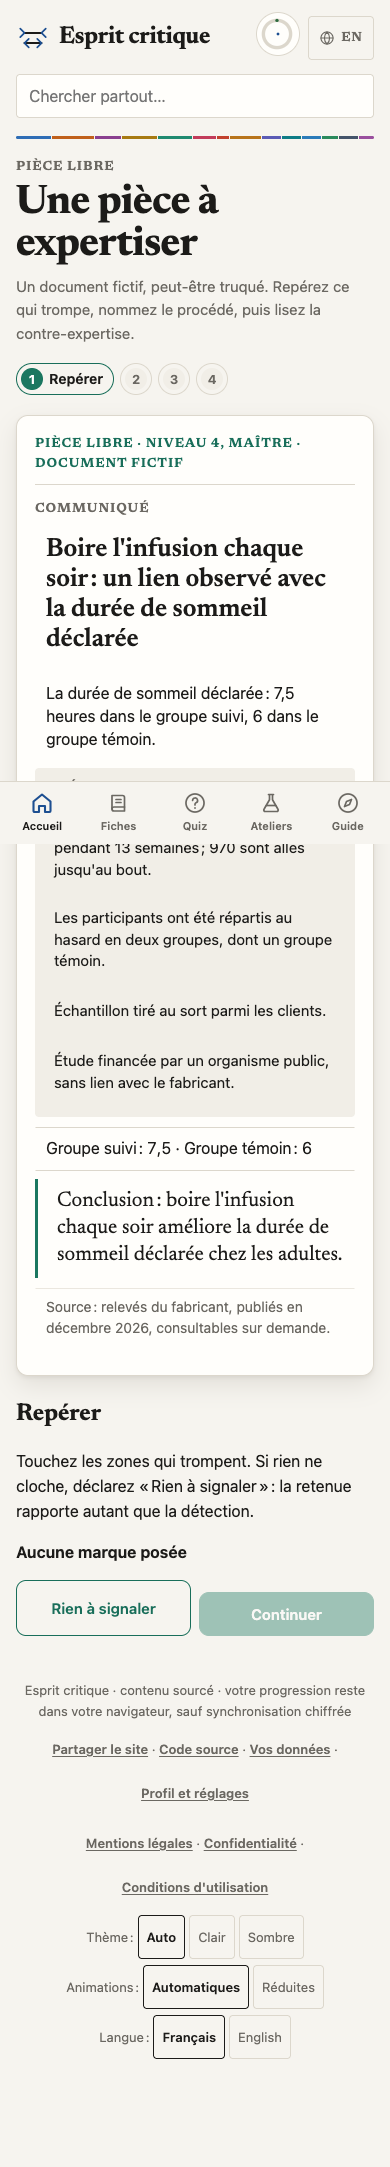 Esprit critique
EN
Chercher partout...
PIÈCE LIBRE
Une pièce à
expertiser
Un document fictif, peut-être truqué. Repérez ce
qui trompe, nommez le procédé, puis lisez la
contre-expertise.
1 Repérer 2 3 4
PIÈCE LIBRE · NIVEAU 4, MAÎTRE ·
DOCUMENT FICTIF
COMMUNIQUÉ
Boire l'infusion chaque
soir : un lien observé avec
la durée de sommeil
déclarée
La durée de sommeil déclarée : 7,5
heures dans le groupe suivi, 6 dans le
groupe témoin.
Accueil Fiches Quiz Ateliers Guide
pendant 13 semaines ; 970 sont allés
jusqu'au bout.
Les participants ont été répartis au
hasard en deux groupes, dont un groupe
témoin.
Échantillon tiré au sort parmi les clients.
Étude financée par un organisme public,
sans lien avec le fabricant.
Groupe suivi : 7,5 · Groupe témoin : 6
Conclusion : boire l'infusion
chaque soir améliore la durée de
sommeil déclarée chez les adultes.
Source : relevés du fabricant, publiés en
décembre 2026, consultables sur demande.
Repérer
Touchez les zones qui trompent. Si rien ne
cloche, déclarez « Rien à signaler » : la retenue
rapporte autant que la détection.
Aucune marque posée
Rien à signaler
Continuer
Esprit critique · contenu sourcé · votre progression reste
dans votre navigateur, sauf synchronisation chiffrée
Partager le site · Code source · Vos données ·
Profil et réglages
Mentions légales · Confidentialité ·
Conditions d'utilisation
Thème : Auto Clair Sombre
Animations : Automatiques Réduites
Langue : Français English